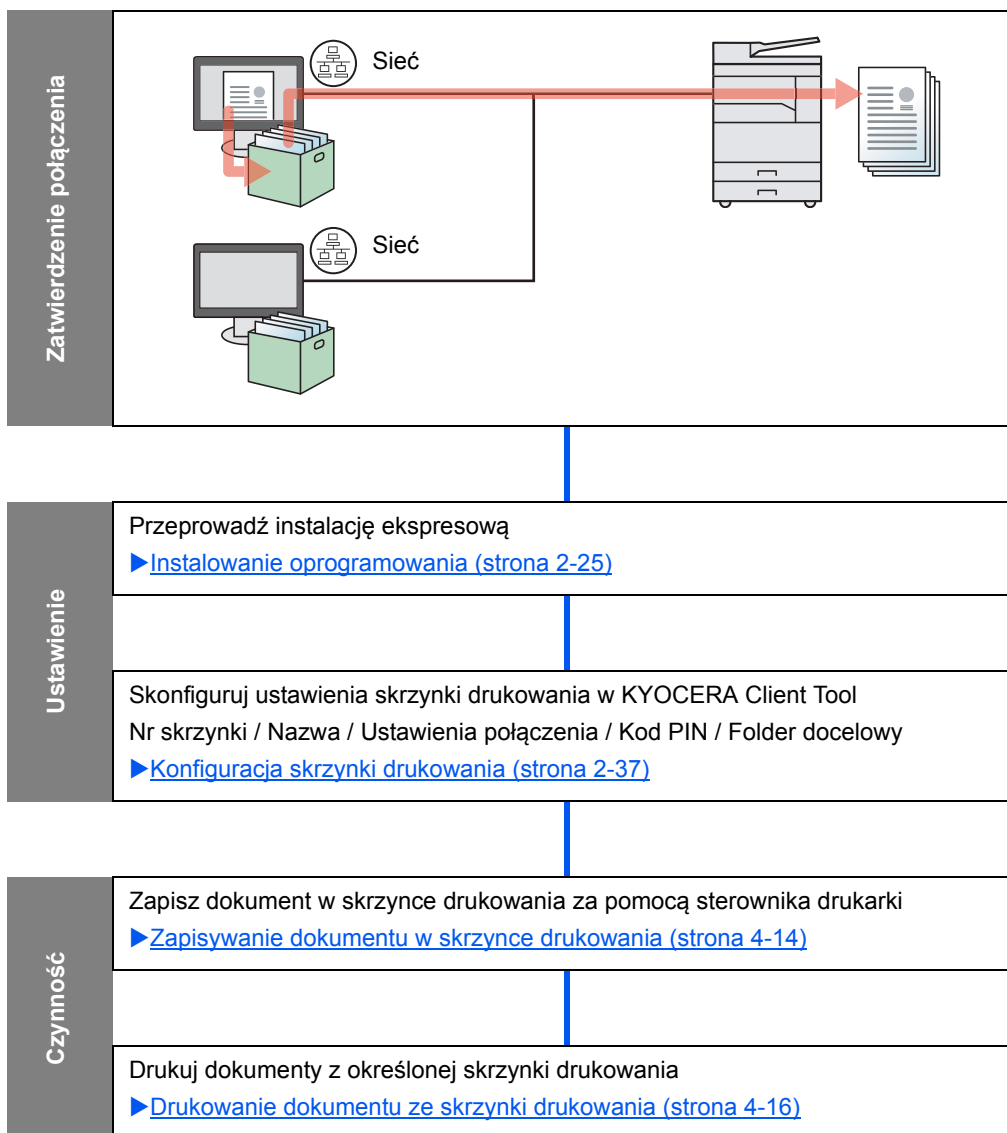 Zatwierdzenie połączenia
Sieć
Sieć
Ustawienie
Przeprowadź instalację ekspresową
▶Instalowanie oprogramowania (strona 2-25)
Skonfiguruj ustawienia skrzynki drukowania w KYOCERA Client Tool
Nr skrzynki / Nazwa / Ustawienia połączenia / Kod PIN / Folder docelowy
▶Konfiguracja skrzynki drukowania (strona 2-37)
Czynność
Zapisz dokument w skrzynce drukowania za pomocą sterownika drukarki
▶Zapisywanie dokumentu w skrzynce drukowania (strona 4-14)
Drukuj dokumenty z określonej skrzynki drukowania
▶Drukowanie dokumentu ze skrzynki drukowania (strona 4-16)